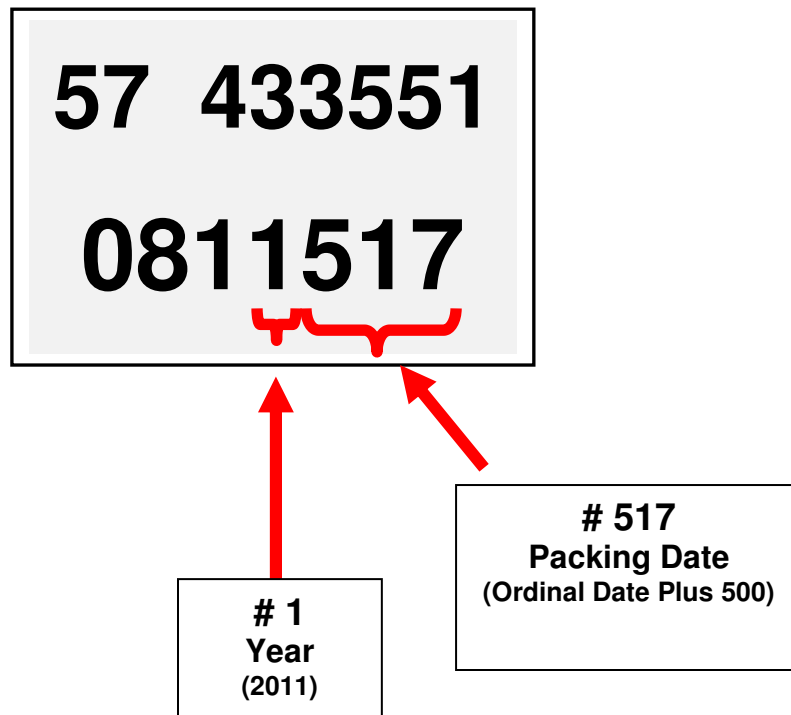 57 433551
0811517
# 517
Packing Date
(Ordinal Date Plus 500)
# 1
Year
(2011)